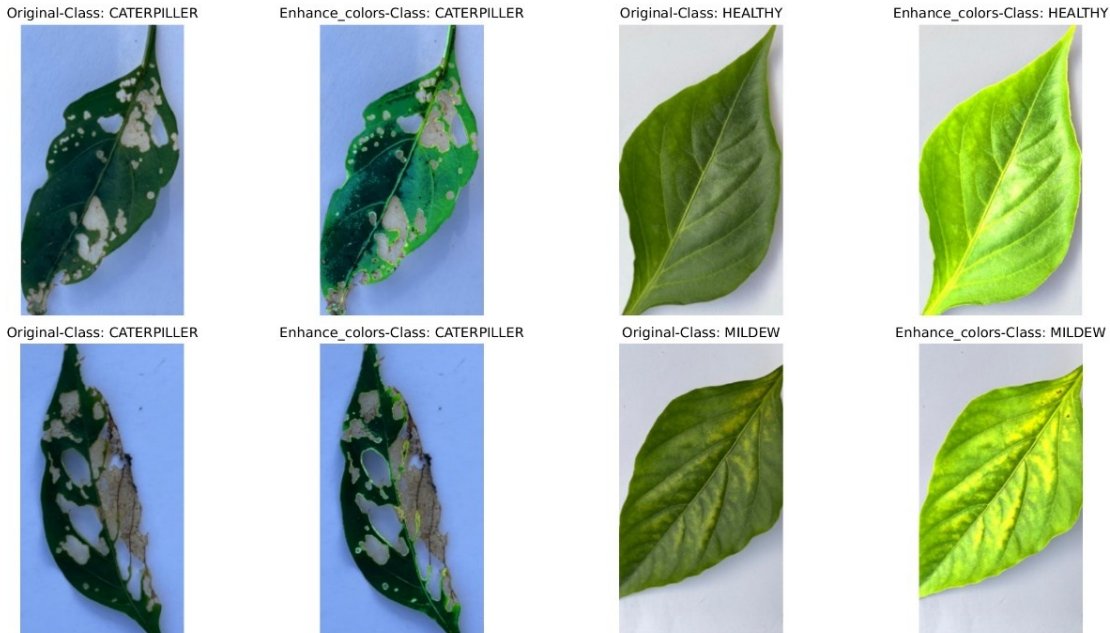 Original-Class: CATERPILLER
Enhance_colors-Class: CATERPILLER
Original-Class: HEALTHY
Enhance_colors-Class: HEALTHY
Original-Class: CATERPILLER
Enhance_colors-Class: CATERPILLER
Original-Class: MILDEW
Enhance_colors-Class: MILDEW